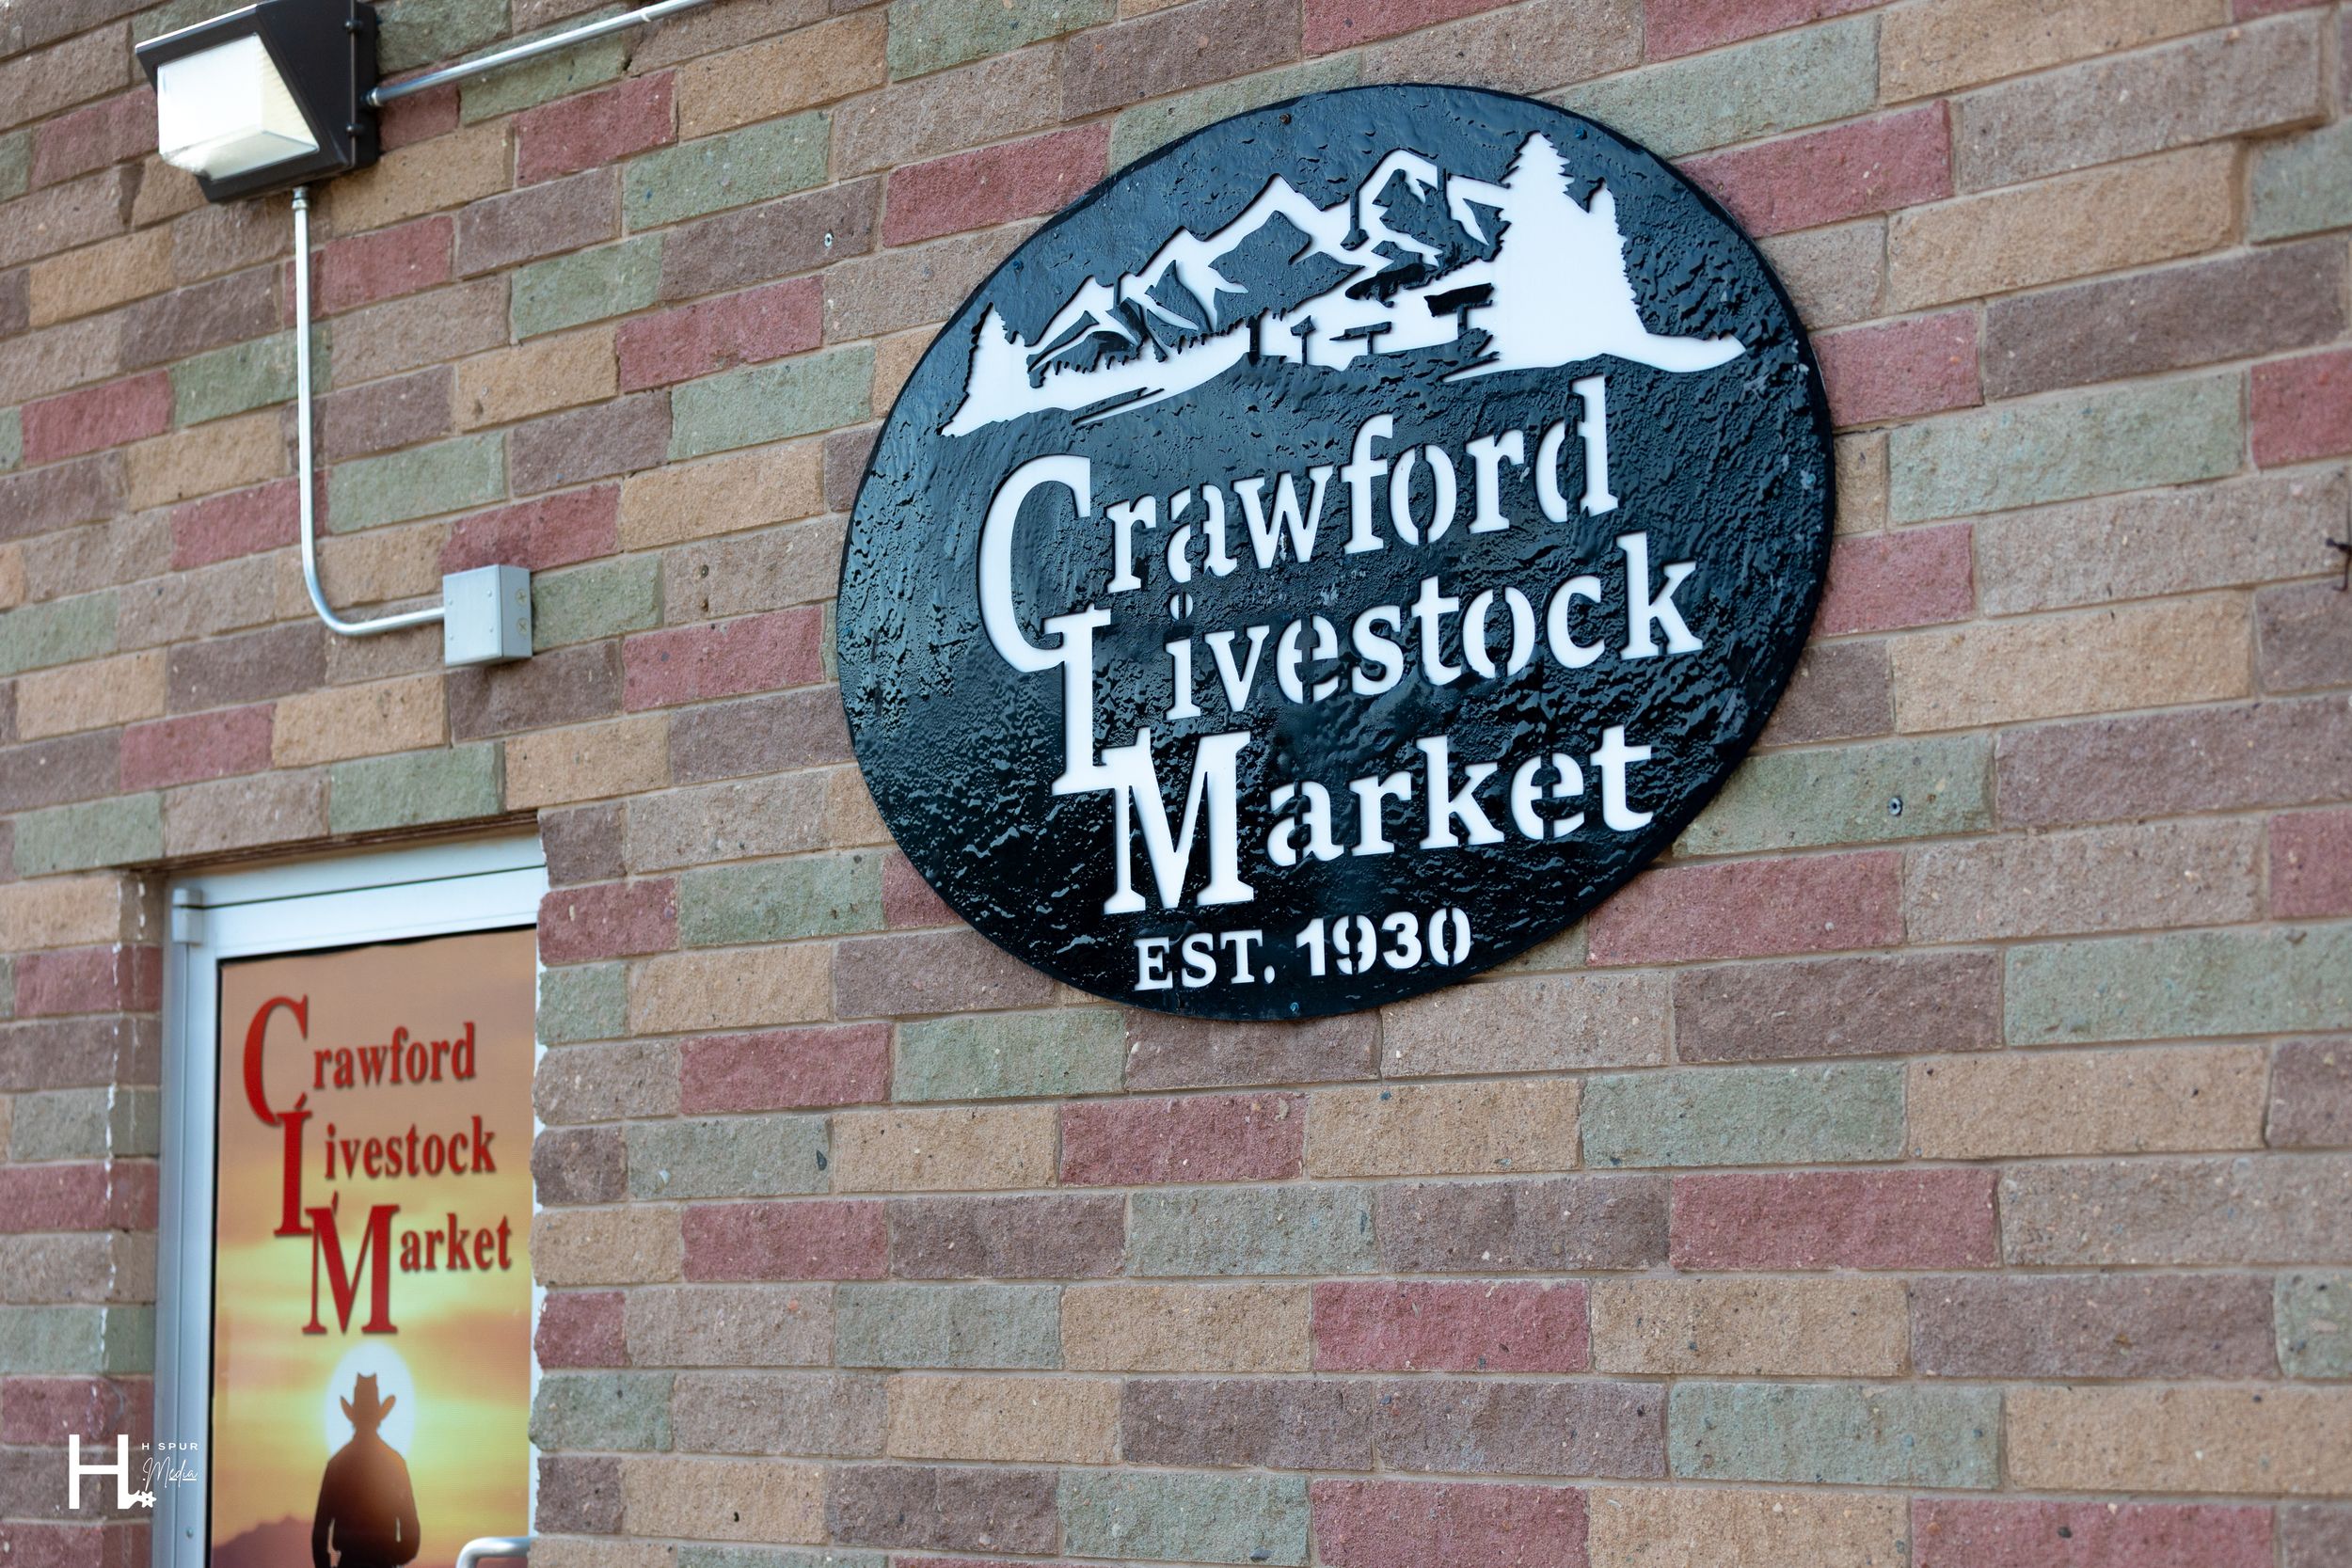 Crawford
Livestock
Market
EST. 1930
Crawford
Livestock
Market
H SPUR
Media